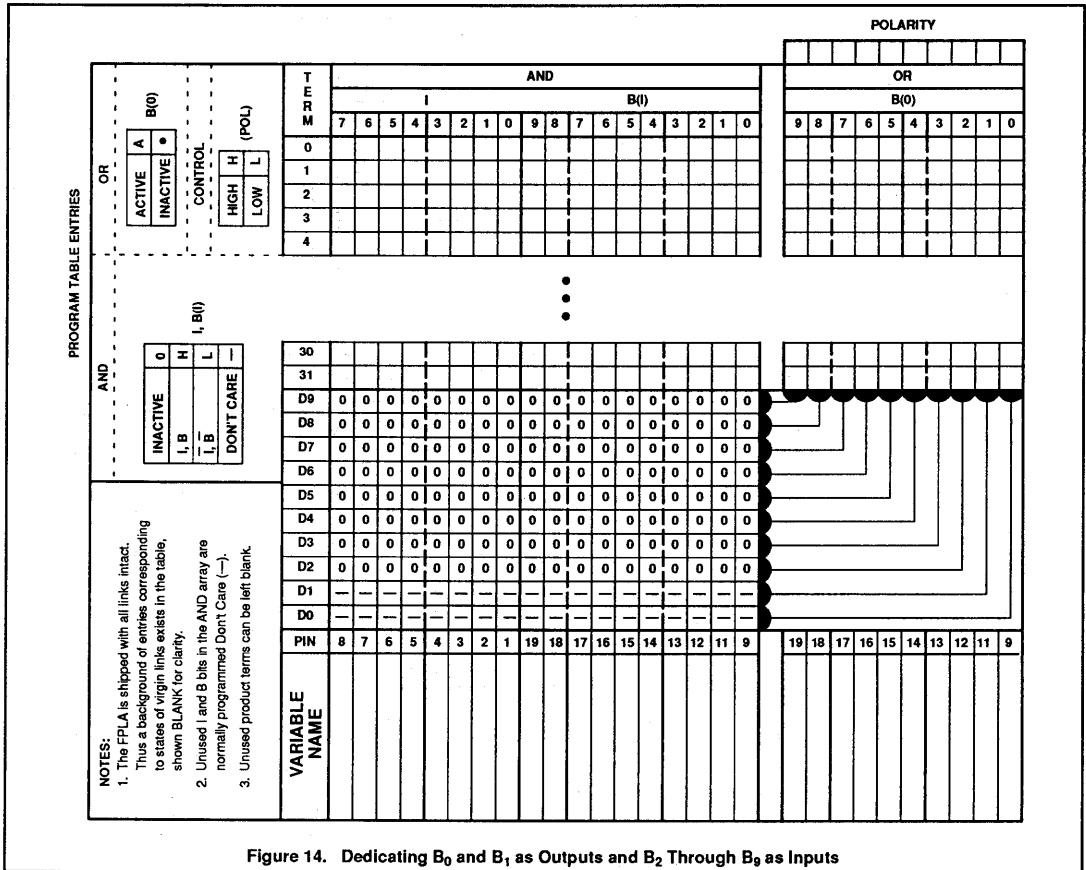 POLARITY
PROGRAM TABLE ENTRIES
AND
I, B(I)
INACTIVE 0
I, B H
I, B L
DON'T CARE —
OR
B(0)
ACTIVE A
INACTIVE ●
CONTROL
(POL)
HIGH H
LOW L
NOTES:
1. The FPLA is shipped with all links intact.
Thus a background of entries corresponding
to states of virgin links exists in the table,
shown BLANK for clarity.
2. Unused I and B bits in the AND array are
normally programmed Don't Care (—).
3. Unused product terms can be left blank.
TERM AND OR
I B(I) B(0)
7 6 5 4 3 2 1 0 9 8 7 6 5 4 3 2 1 0 9 8 7 6 5 4 3 2 1 0
0
1
2
3
4
30
31
D9 0 0 0 0 0 0 0 0 0 0 0 0 0 0 0 0 0 0
D8 0 0 0 0 0 0 0 0 0 0 0 0 0 0 0 0 0 0
D7 0 0 0 0 0 0 0 0 0 0 0 0 0 0 0 0 0 0
D6 0 0 0 0 0 0 0 0 0 0 0 0 0 0 0 0 0 0
D5 0 0 0 0 0 0 0 0 0 0 0 0 0 0 0 0 0 0
D4 0 0 0 0 0 0 0 0 0 0 0 0 0 0 0 0 0 0
D3 0 0 0 0 0 0 0 0 0 0 0 0 0 0 0 0 0 0
D2 0 0 0 0 0 0 0 0 0 0 0 0 0 0 0 0 0 0
D1 — — — — — — — — — — — — — — — — — —
D0 — — — — — — — — — — — — — — — — — —
PIN 8 7 6 5 4 3 2 1 19 18 17 16 15 14 13 12 11 9 19 18 17 16 15 14 13 12 11 9
VARIABLE
NAME
Figure 14. Dedicating B0 and B1 as Outputs and B2 Through B9 as Inputs